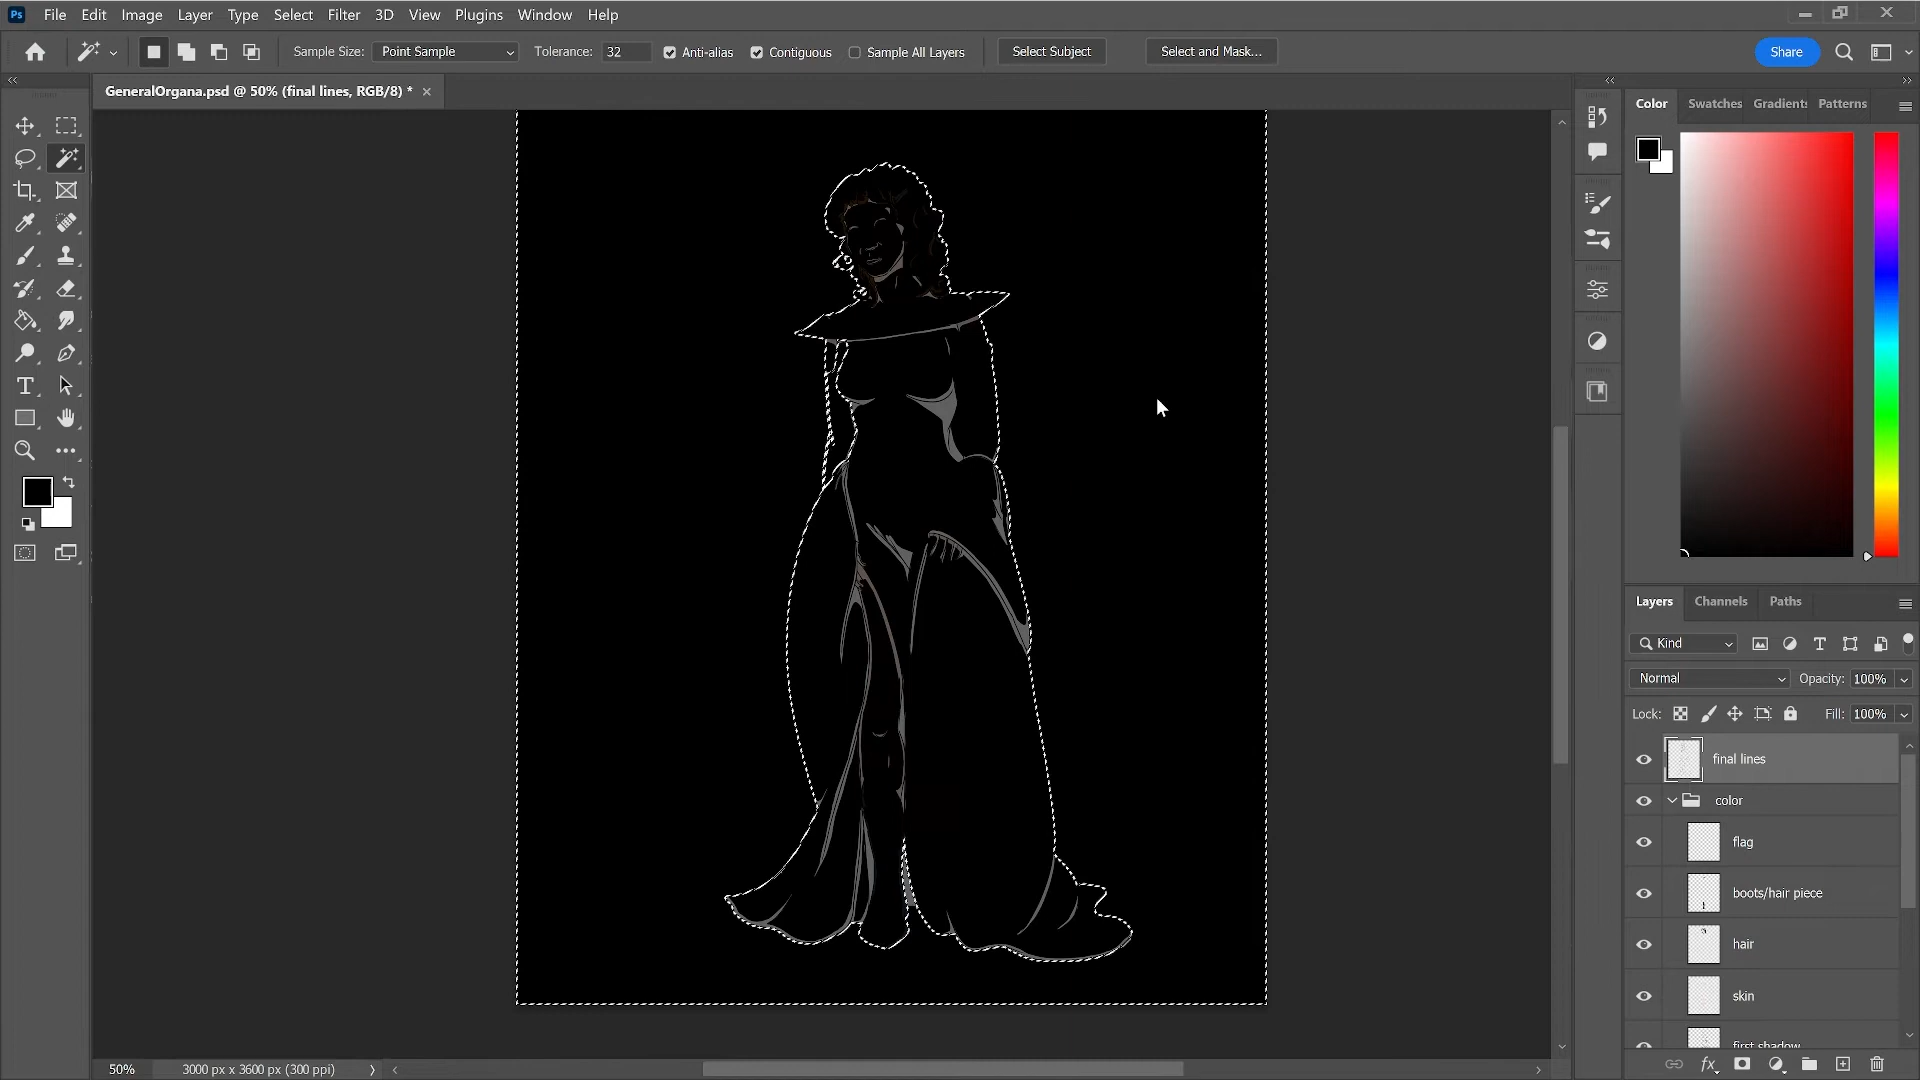 Ps File Edit Image Layer Type Select Filter 3D View Plugins Window Help
Sample Size: Point Sample Tolerance: 32 Anti-alias Contiguous Sample All Layers Select Subject Select and Mask... Share
GeneralOrgana.psd @ 50% (final lines, RGB/8) *
Color Swatches Gradients Patterns
Layers Channels Paths
Kind
Normal Opacity: 100%
Lock: Fill: 100%
final lines
color
flag
boots/hair piece
hair
skin
first shadow
50% 3000 px x 3600 px (300 ppi)